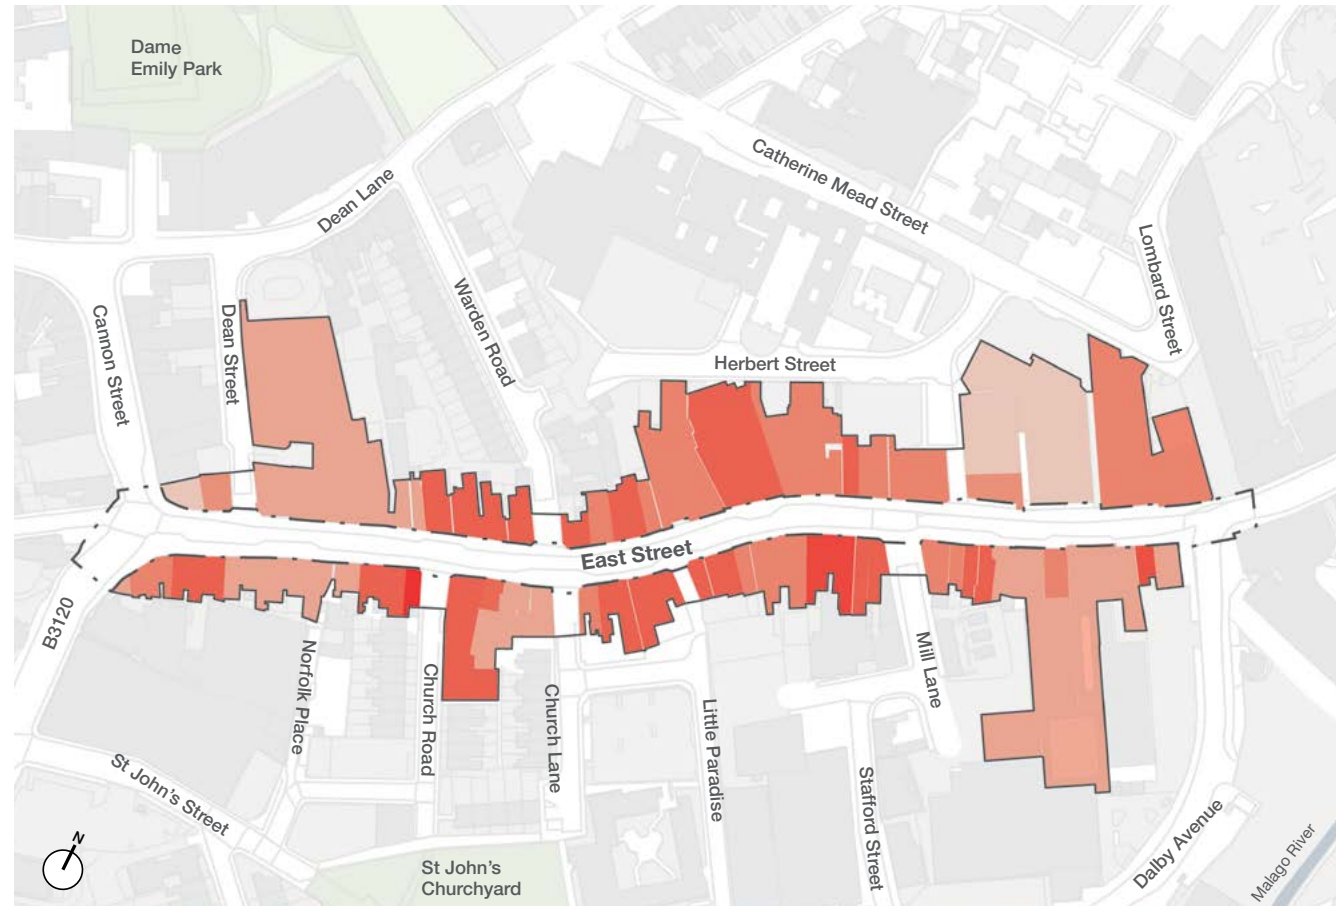 Dame
Emily Park
Dean Lane
Catherine Mead Street
Lombard Street
Cannon Street
Dean Street
Warden Road
Herbert Street
East Street
B3120
Norfolk Place
Church Road
Church Lane
Little Paradise
Mill Lane
Stafford Street
St John's Street
Dalby Avenue
Malago River
N
St John's
Churchyard